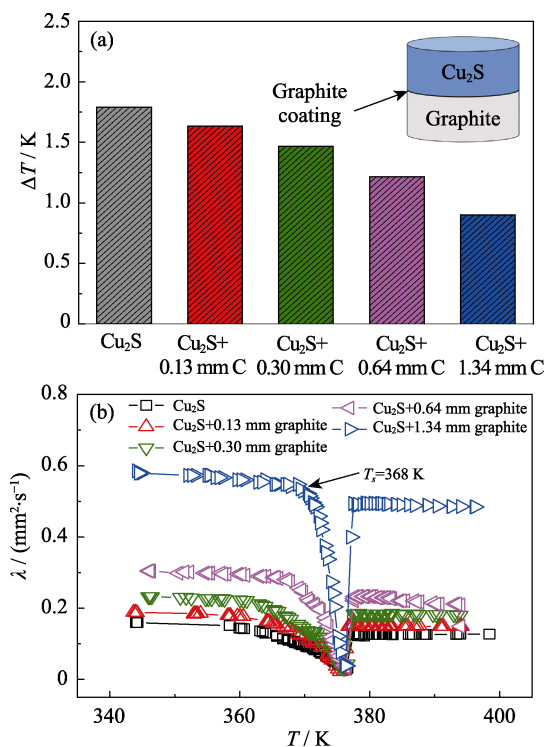 (a)
2.5
2.0
1.5
1.0
0.5
0
ΔT / K
Graphite
coating
Cu₂S
Graphite
Cu₂S
Cu₂S+
0.13 mm C
Cu₂S+
0.30 mm C
Cu₂S+
0.64 mm C
Cu₂S+
1.34 mm C
(b)
0.8
0.6
0.4
0.2
0
λ / (mm²·s⁻¹)
Cu₂S
Cu₂S+0.13 mm graphite
Cu₂S+0.30 mm graphite
Cu₂S+0.64 mm graphite
Cu₂S+1.34 mm graphite
Tₛ=368 K
340 360 380 400
T / K